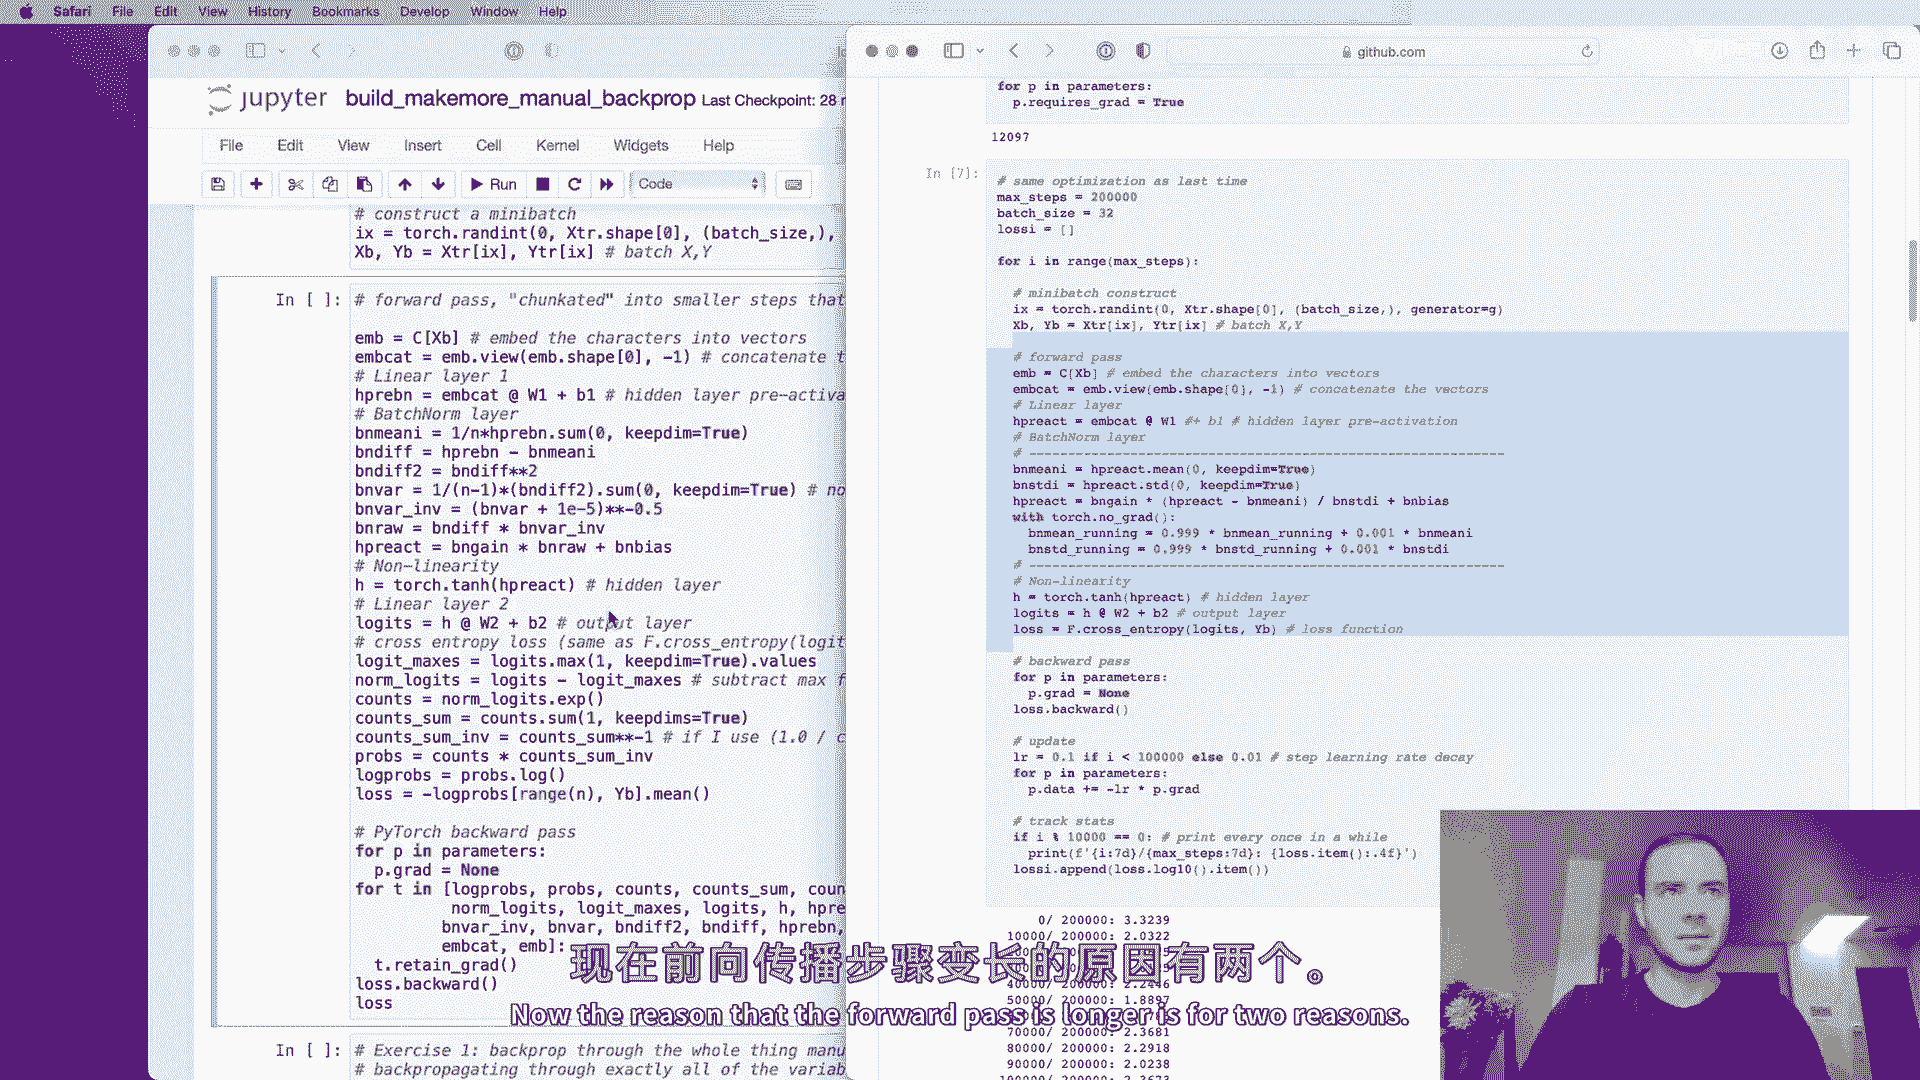 Safari File Edit View History Bookmarks Develop Window Help
jupyter build_makemore_manual_backprop Last Checkpoint: 28
File Edit View Insert Cell Kernel Widgets Help
Run Code
# construct a minibatch
ix = torch.randint(0, Xtr.shape[0], (batch_size,),
Xb, Yb = Xtr[ix], Ytr[ix] # batch X,Y
In [ ]:
# forward pass, "chunkated" into smaller steps that
emb = C[Xb] # embed the characters into vectors
embcat = emb.view(emb.shape[0], -1) # concatenate t
# Linear layer 1
hprebn = embcat @ W1 + b1 # hidden layer pre-activa
# BatchNorm layer
bnmeani = 1/n*hprebn.sum(0, keepdim=True)
bndiff = hprebn - bnmeani
bndiff2 = bndiff**2
bnvar = 1/(n-1)*(bndiff2).sum(0, keepdim=True) # no
bnvar_inv = (bnvar + 1e-5)**-0.5
bnraw = bndiff * bnvar_inv
hpreact = bngain * bnraw + bnbias
# Non-linearity
h = torch.tanh(hpreact) # hidden layer
# Linear layer 2
logits = h @ W2 + b2 # output layer
# cross entropy loss (same as F.cross_entropy(logit
logit_maxes = logits.max(1, keepdim=True).values
norm_logits = logits - logit_maxes # subtract max f
counts = norm_logits.exp()
counts_sum = counts.sum(1, keepdims=True)
counts_sum_inv = counts_sum**-1 # if I use (1.0 / c
probs = counts * counts_sum_inv
logprobs = probs.log()
loss = -logprobs[range(n), Yb].mean()
# PyTorch backward pass
for p in parameters:
p.grad = None
for t in [logprobs, probs, counts, counts_sum, coun
norm_logits, logit_maxes, logits, h, hpre
bnvar_inv, bnvar, bndiff2, bndiff, hprebn,
embcat, emb]:
t.retain_grad()
loss.backward()
loss
In [ ]:
# Exercise 1: backprop through the whole thing manu
# backpropagating through exactly all of the variab
github.com
for p in parameters:
p.requires_grad = True
12097
In [7]:
# same optimization as last time
max_steps = 200000
batch_size = 32
lossi = []
for i in range(max_steps):
# minibatch construct
ix = torch.randint(0, Xtr.shape[0], (batch_size,), generator=g)
Xb, Yb = Xtr[ix], Ytr[ix] # batch X,Y
# forward pass
emb = C[Xb] # embed the characters into vectors
embcat = emb.view(emb.shape[0], -1) # concatenate the vectors
# Linear layer
hpreact = embcat @ W1 #+ b1 # hidden layer pre-activation
# BatchNorm layer
# -------------------------------------------------------------
bnmeani = hpreact.mean(0, keepdim=True)
bnstdi = hpreact.std(0, keepdim=True)
hpreact = bngain * (hpreact - bnmeani) / bnstdi + bnbias
with torch.no_grad():
bnmean_running = 0.999 * bnmean_running + 0.001 * bnmeani
bnstd_running = 0.999 * bnstd_running + 0.001 * bnstdi
# -------------------------------------------------------------
# Non-linearity
h = torch.tanh(hpreact) # hidden layer
logits = h @ W2 + b2 # output layer
loss = F.cross_entropy(logits, Yb) # loss function
# backward pass
for p in parameters:
p.grad = None
loss.backward()
# update
lr = 0.1 if i < 100000 else 0.01 # step learning rate decay
for p in parameters:
p.data += -lr * p.grad
# track stats
if i % 10000 == 0: # print every once in a while
print(f'{i:7d}/{max_steps:7d}: {loss.item():.4f}')
lossi.append(loss.log10().item())
0/ 200000: 3.3239
10000/ 200000: 2.0322
40000/ 200000: 2.2446
50000/ 200000: 1.8897
70000/ 200000: 2.3681
80000/ 200000: 2.2918
90000/ 200000: 2.0238
现在前向传播步骤变长的原因有两个。
Now the reason that the forward pass is longer is for two reasons.